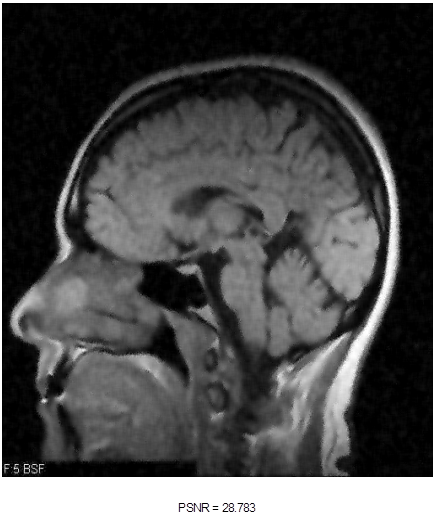 F:5 BSF
PSNR = 28.783